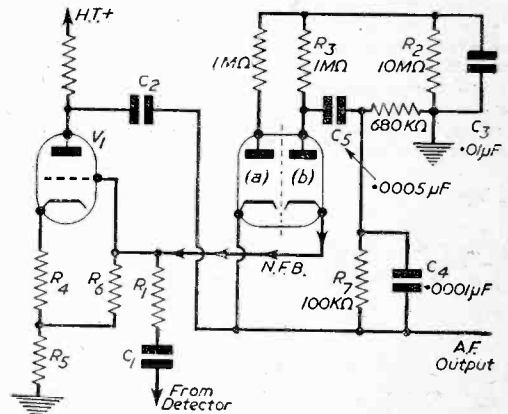 H.T.+
C2
V1
R4
R6
R5
R1
C1
From
Detector
1MΩ
R3
1MΩ
R2
10MΩ
(a)
(b)
C5
680KΩ
C3
·01μF
·0005μF
N.F.B.
R7
100KΩ
C4
·0001μF
A.F.
Output